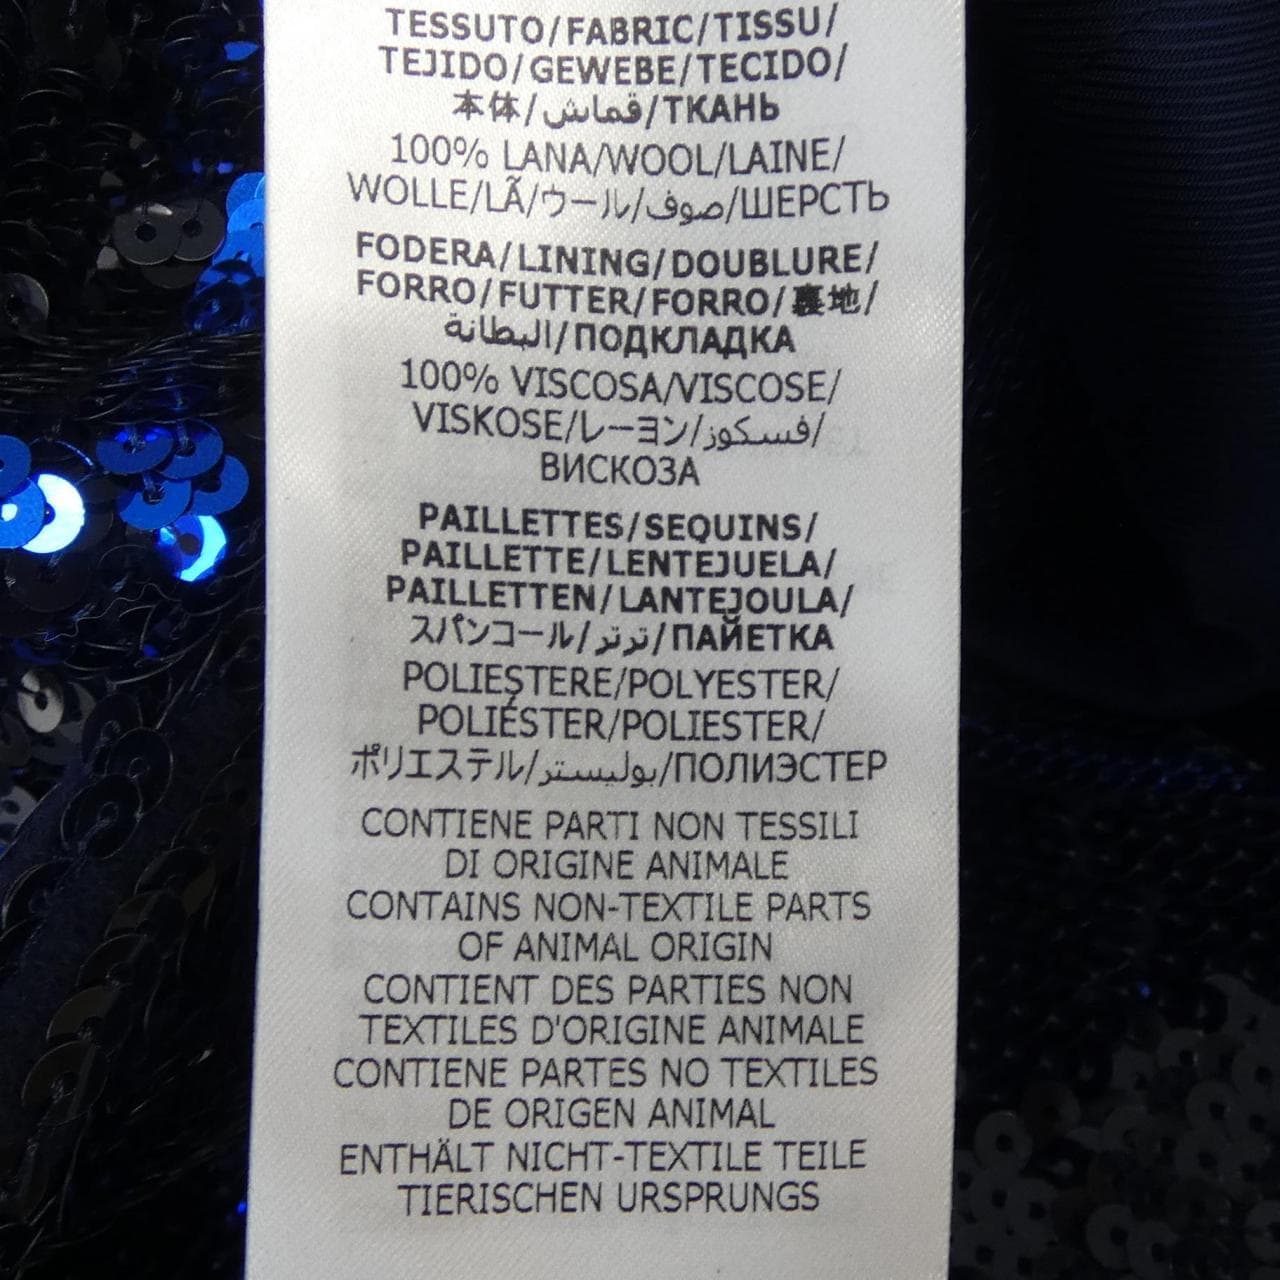 TESSUTO/FABRIC/TISSU/
TEJIDO/GEWEBE/TECIDO/
本体/قماش/ТКАНЬ
100% LANA/WOOL/LAINE/
WOLLE/LÃ/ウール/صوف/ШЕРСТЬ
FODERA/LINING/DOUBLURE/
FORRO/FUTTER/FORRO/裏地/
البطانة/ПОДКЛАДКА
100% VISCOSA/VISCOSE/
VISKOSE/レーヨン/فسكوز/
ВИСКОЗА
PAILLETTES/SEQUINS/
PAILLETTE/LENTEJUELA/
PAILLETTEN/LANTEJOULA/
スパンコール/ترتر/ПАЙЕТКА
POLIESTERE/POLYESTER/
POLIÉSTER/POLIESTER/
ポリエステル/بوليستر/ПОЛИЭСТЕР
CONTIENE PARTI NON TESSILI
DI ORIGINE ANIMALE
CONTAINS NON-TEXTILE PARTS
OF ANIMAL ORIGIN
CONTIENT DES PARTIES NON
TEXTILES D'ORIGINE ANIMALE
CONTIENE PARTES NO TEXTILES
DE ORIGEN ANIMAL
ENTHÄLT NICHT-TEXTILE TEILE
TIERISCHEN URSPRUNGS